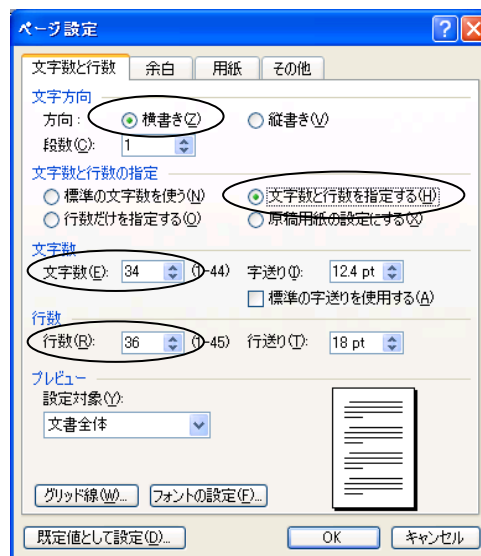 ページ設定
文字数と行数 余白 用紙 その他
文字方向
方向: 横書き(Z) 縦書き(V)
段数(C): 1
文字数と行数の指定
標準の文字数を使う(N) 文字数と行数を指定する(H)
行数だけを指定する(O) 原稿用紙の設定にする(X)
文字数
文字数(E): 34 (1-44) 字送り(I): 12.4 pt
標準の字送りを使用する(A)
行数
行数(R): 36 (1-45) 行送り(T): 18 pt
プレビュー
設定対象(Y):
文書全体
グリッド線(W)... フォントの設定(F)...
既定値として設定(D)... OK キャンセル